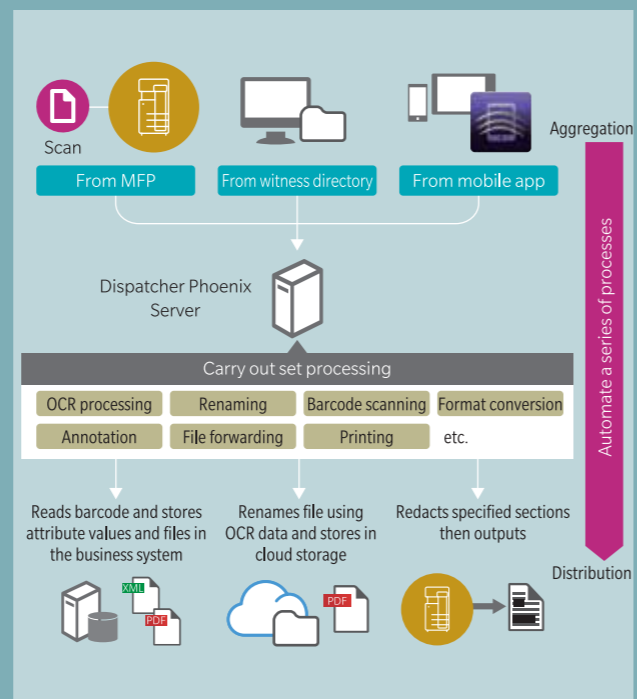 Scan
Aggregation
From MFP
From witness directory
From mobile app
Dispatcher Phoenix
Server
Automate a series of processes
Carry out set processing
OCR processing
Renaming
Barcode scanning
Format conversion
Annotation
File forwarding
Printing
etc.
Reads barcode and stores
attribute values and files in
the business system
Renames file using
OCR data and stores in
cloud storage
Redacts specified sections
then outputs
Distribution
XML
PDF
PDF